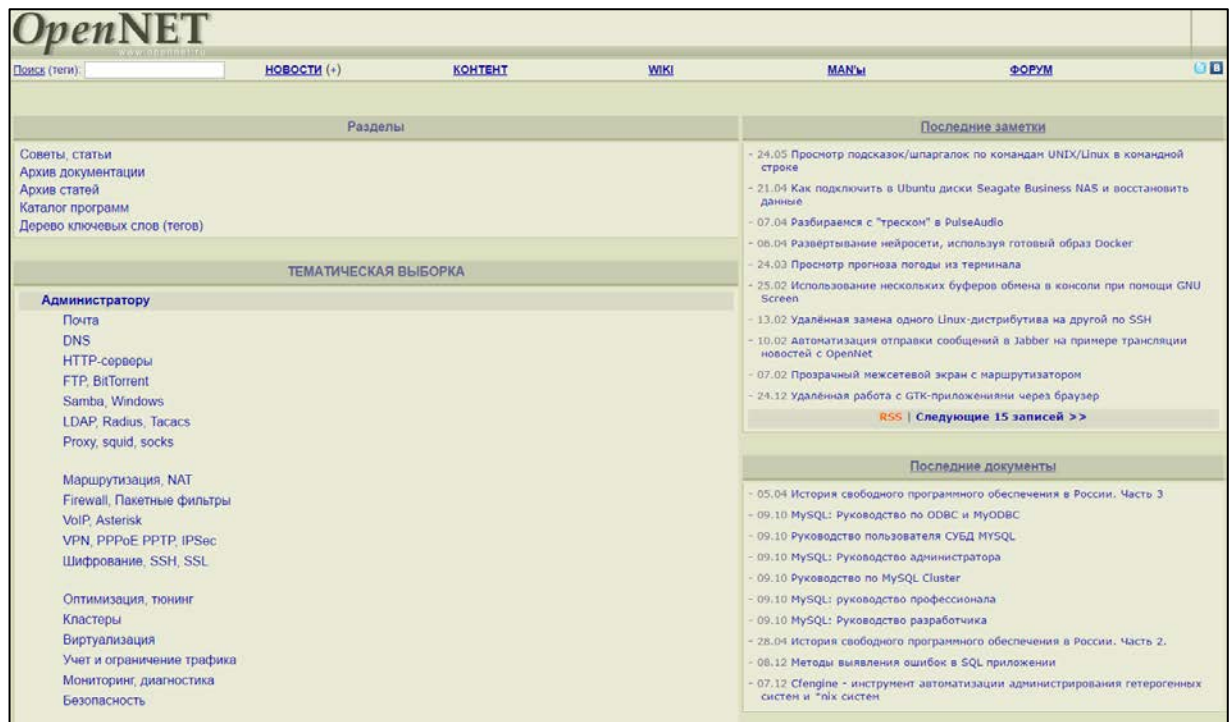 OpenNET
www.opennet.ru
Поиск (теги):
НОВОСТИ (+)
КОНТЕНТ
WIKI
MAN'ы
ФОРУМ
Разделы
Советы, статьи
Архив документации
Архив статей
Каталог программ
Дерево ключевых слов (тегов)
ТЕМАТИЧЕСКАЯ ВЫБОРКА
Администратору
Почта
DNS
HTTP-серверы
FTP, BitTorrent
Samba, Windows
LDAP, Radius, Tacacs
Proxy, squid, socks
Маршрутизация, NAT
Firewall, Пакетные фильтры
VoIP, Asterisk
VPN, PPPoE PPTP, IPSec
Шифрование, SSH, SSL
Оптимизация, тюнинг
Кластеры
Виртуализация
Учет и ограничение трафика
Мониторинг, диагностика
Безопасность
Последние заметки
- 24.05 Просмотр подсказок/шпаргалок по командам UNIX/Linux в командной
строке
- 21.04 Как подключить в Ubuntu диски Seagate Business NAS и восстановить
данные
- 07.04 Разбираемся с "треском" в PulseAudio
- 06.04 Развёртывание нейросети, используя готовый образ Docker
- 24.03 Просмотр прогноза погоды из терминала
- 25.02 Использование нескольких буферов обмена в консоли при помощи GNU
Screen
- 13.02 Удалённая замена одного Linux-дистрибутива на другой по SSH
- 10.02 Автоматизация отправки сообщений в Jabber на примере трансляции
новостей с OpenNet
- 07.02 Прозрачный межсетевой экран с маршрутизатором
- 24.12 Удалённая работа с GTK-приложениями через браузер
RSS | Следующие 15 записей >>
Последние документы
- 05.04 История свободного программного обеспечения в России. Часть 3
- 09.10 MySQL: Руководство по ODBC и MyODBC
- 09.10 Руководство пользователя СУБД MYSQL
- 09.10 MySQL: Руководство администратора
- 09.10 Руководство по MySQL Cluster
- 09.10 MySQL: руководство профессионала
- 09.10 MySQL: Руководство разработчика
- 28.04 История свободного программного обеспечения в России. Часть 2.
- 08.12 Методы выявления ошибок в SQL приложении
- 07.12 Cfengine - инструмент автоматизации администрирования гетерогенных
систем и *nix систем